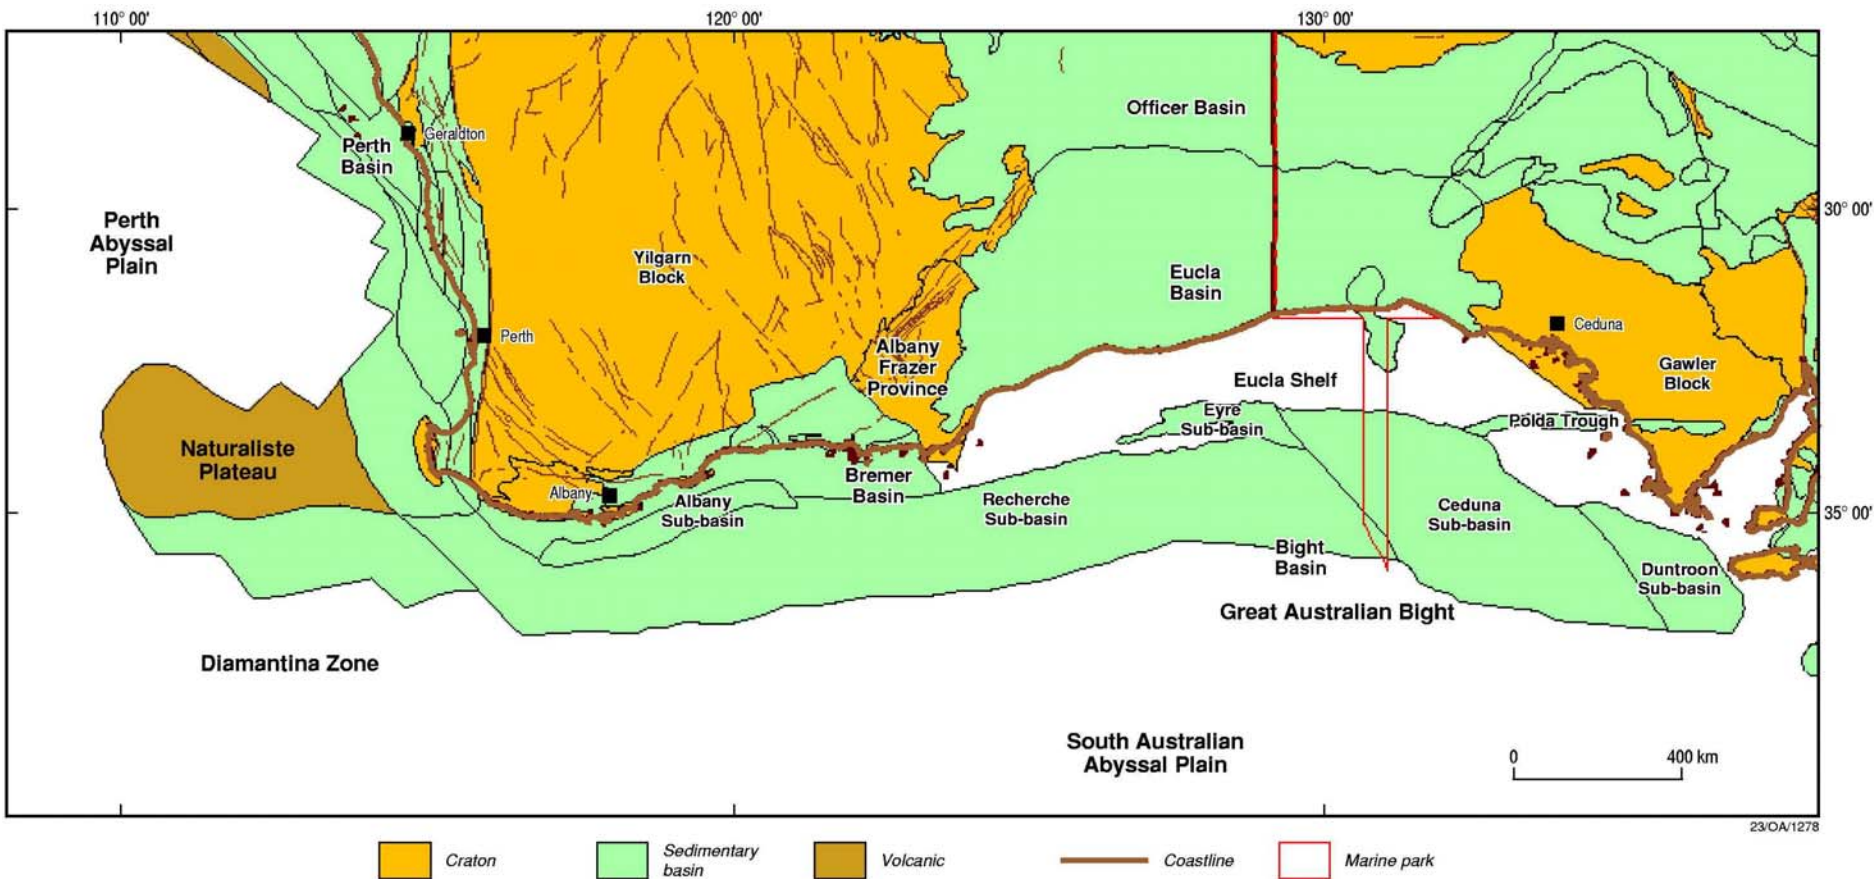 110° 00'
120° 00'
130° 00'
Officer Basin
Geraldton
Perth
Basin
30° 00'
Perth
Abyssal
Plain
Yilgarn
Block
Eucla
Basin
Perth
Ceduna
Albany
Frazer
Province
Gawler
Block
Eucla Shelf
Eyre
Sub-basin
Polda Trough
Naturaliste
Plateau
Albany
Bremer
Basin
Albany
Sub-basin
Recherche
Sub-basin
Ceduna
Sub-basin
35° 00'
Bight
Basin
Duntroon
Sub-basin
Great Australian Bight
Diamantina Zone
South Australian
Abyssal Plain
0 400 km
23/OA/1278
Craton
Sedimentary
basin
Volcanic
Coastline
Marine park